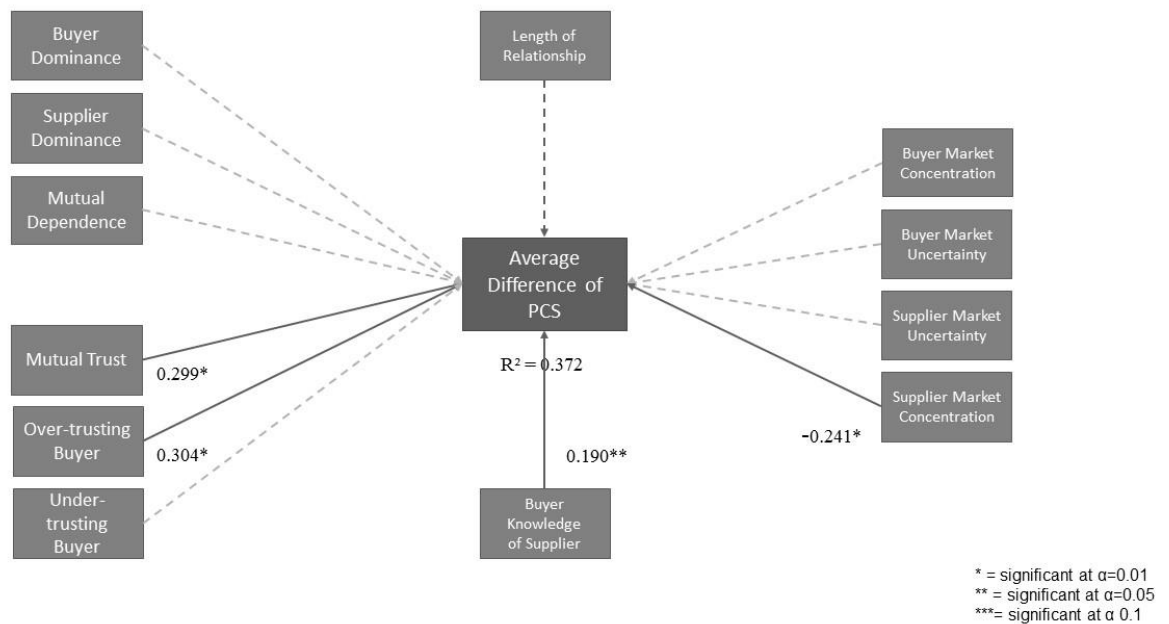 Buyer
Dominance
Supplier
Dominance
Mutual
Dependence
Mutual Trust
0.299*
Over-trusting
Buyer
0.304*
Under-
trusting
Buyer
Length of
Relationship
Average
Difference of
PCS
R² = 0.372
0.190**
Buyer
Knowledge
of Supplier
Buyer Market
Concentration
Buyer Market
Uncertainty
Supplier Market
Uncertainty
Supplier Market
Concentration
-0.241*
* = significant at α=0.01
** = significant at α=0.05
***= significant at α 0.1